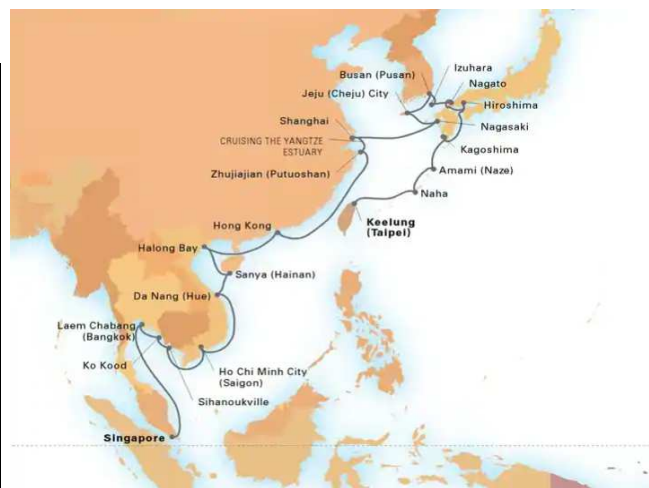 Izuhara
Busan (Pusan)
Nagato
Jeju (Cheju) City
Hiroshima
Shanghai
Nagasaki
CRUISING THE YANGTZE
ESTUARY
Kagoshima
Zhujiajian (Putuoshan)
Amami (Naze)
Naha
Keelung
(Taipei)
Hong Kong
Halong Bay
Sanya (Hainan)
Da Nang (Hue)
Laem Chabang
(Bangkok)
Ko Kood
Ho Chi Minh City
(Saigon)
Sihanoukville
Singapore